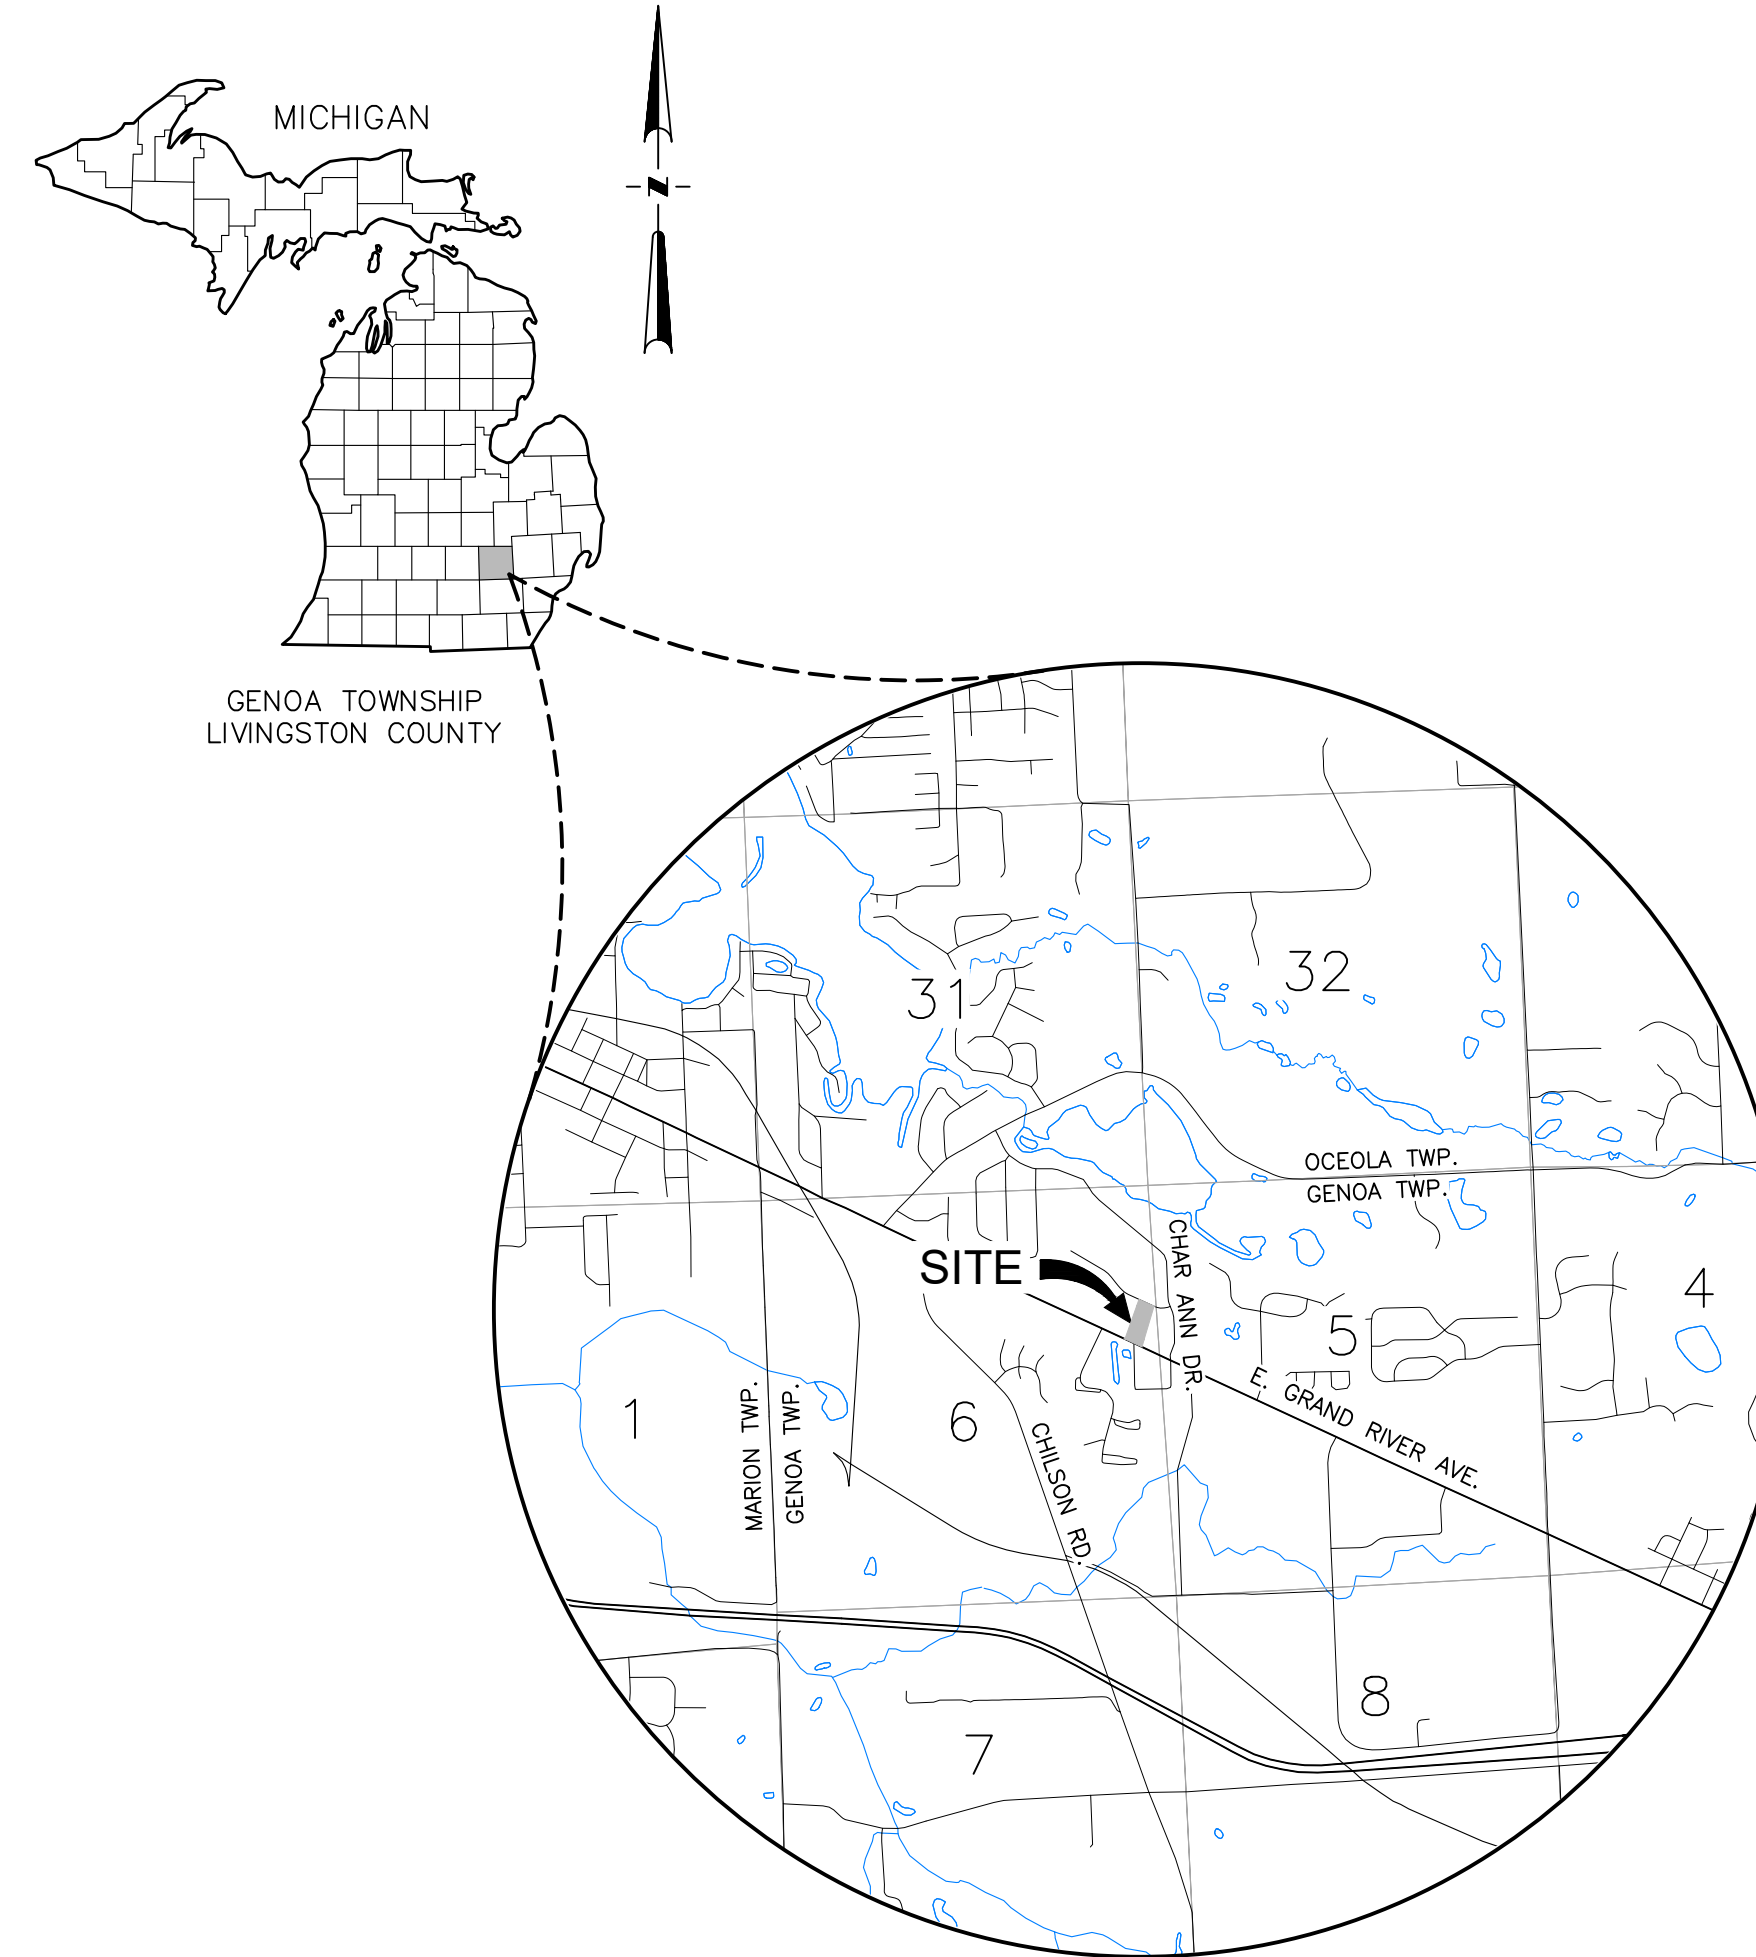 MICHIGAN
N
GENOA TOWNSHIP
LIVINGSTON COUNTY
32
31
OCEOLA TWP.
GENOA TWP.
SITE
CHAR ANN DR.
4
5
E. GRAND RIVER AVE.
1
MARION TWP.
GENOA TWP.
6
CHILSON RD.
8
7